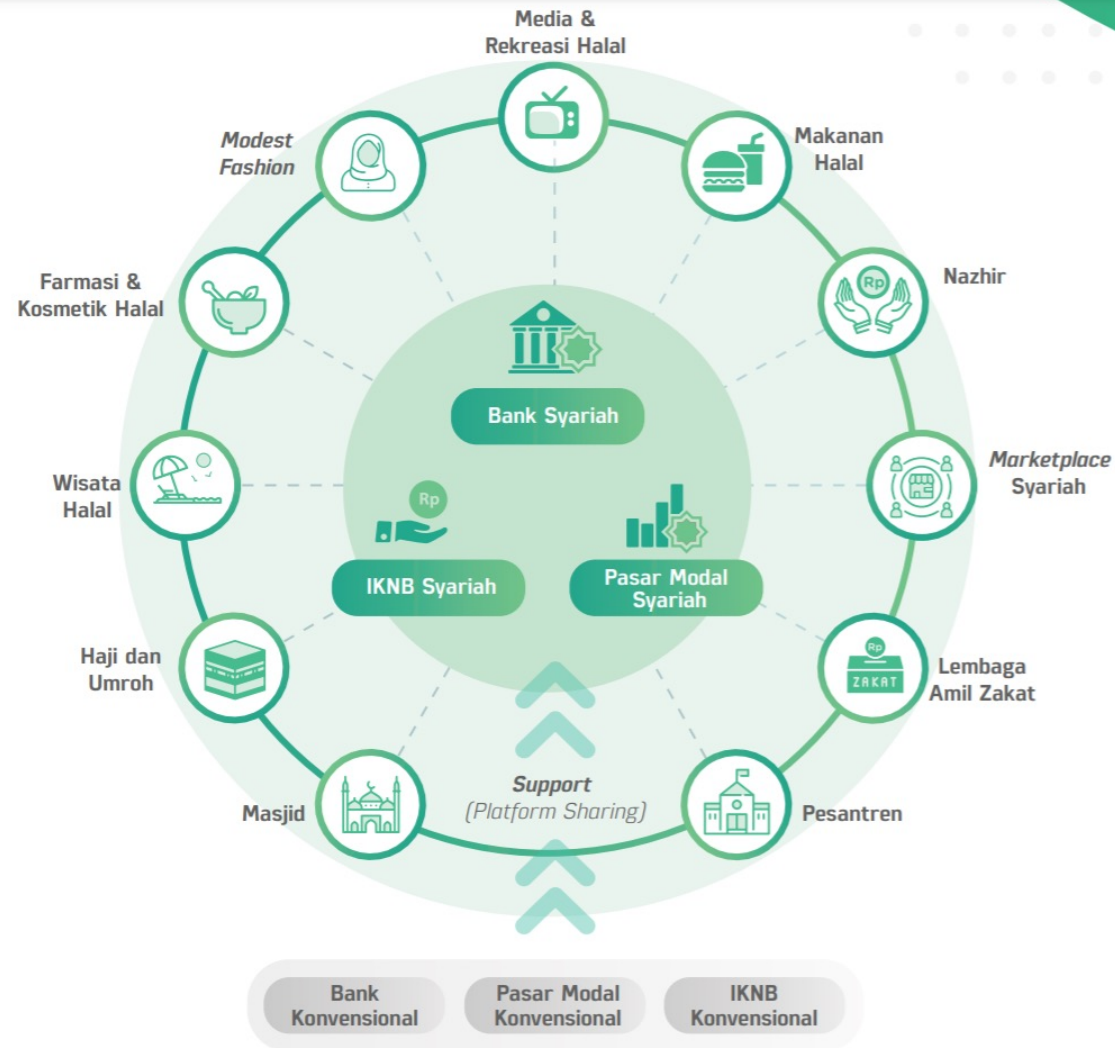 Media &
Rekreasi Halal
Modest
Fashion
Makanan
Halal
Farmasi &
Kosmetik Halal
Rp
Nazhir
Bank Syariah
Wisata
Halal
Marketplace
Syariah
Rp
IKNB Syariah
Pasar Modal
Syariah
Haji dan
Umroh
Rp
ZAKAT
Lembaga
Amil Zakat
Masjid
Support
(Platform Sharing)
Pesantren
Bank
Konvensional
Pasar Modal
Konvensional
IKNB
Konvensional